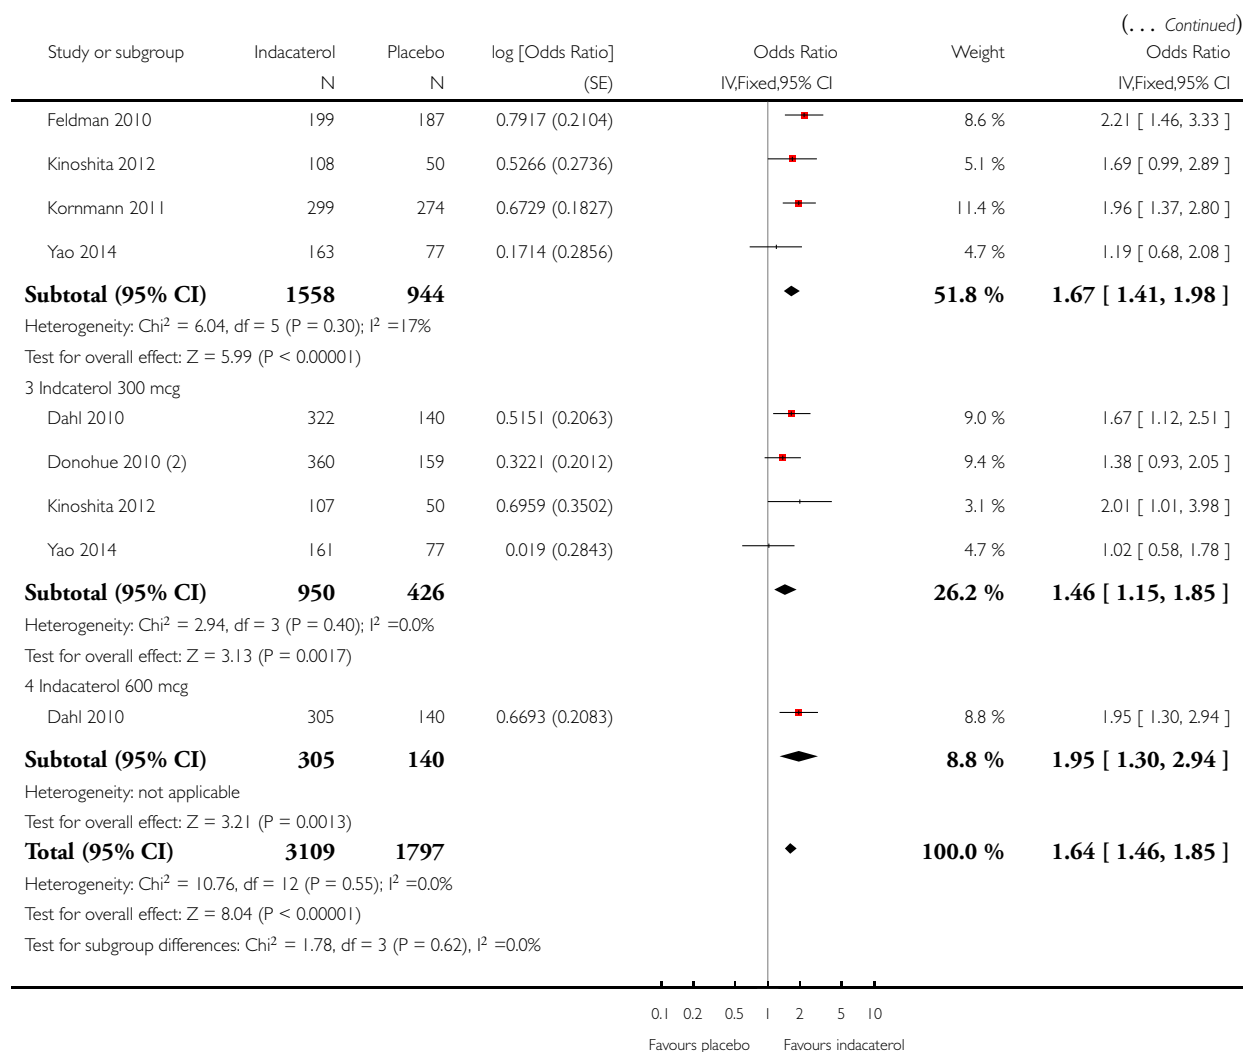 (... Continued)
Study or subgroup Indacaterol Placebo log [Odds Ratio] Odds Ratio Weight Odds Ratio
N N (SE) IV,Fixed,95% CI IV,Fixed,95% CI
Feldman 2010 199 187 0.7917 (0.2104) 8.6 % 2.21 [ 1.46, 3.33 ]
Kinoshita 2012 108 50 0.5266 (0.2736) 5.1 % 1.69 [ 0.99, 2.89 ]
Kornmann 2011 299 274 0.6729 (0.1827) 11.4 % 1.96 [ 1.37, 2.80 ]
Yao 2014 163 77 0.1714 (0.2856) 4.7 % 1.19 [ 0.68, 2.08 ]
Subtotal (95% CI) 1558 944 51.8 % 1.67 [ 1.41, 1.98 ]
Heterogeneity: Chi² = 6.04, df = 5 (P = 0.30); I² =17%
Test for overall effect: Z = 5.99 (P < 0.00001)
3 Indcaterol 300 mcg
Dahl 2010 322 140 0.5151 (0.2063) 9.0 % 1.67 [ 1.12, 2.51 ]
Donohue 2010 (2) 360 159 0.3221 (0.2012) 9.4 % 1.38 [ 0.93, 2.05 ]
Kinoshita 2012 107 50 0.6959 (0.3502) 3.1 % 2.01 [ 1.01, 3.98 ]
Yao 2014 161 77 0.019 (0.2843) 4.7 % 1.02 [ 0.58, 1.78 ]
Subtotal (95% CI) 950 426 26.2 % 1.46 [ 1.15, 1.85 ]
Heterogeneity: Chi² = 2.94, df = 3 (P = 0.40); I² =0.0%
Test for overall effect: Z = 3.13 (P = 0.0017)
4 Indacaterol 600 mcg
Dahl 2010 305 140 0.6693 (0.2083) 8.8 % 1.95 [ 1.30, 2.94 ]
Subtotal (95% CI) 305 140 8.8 % 1.95 [ 1.30, 2.94 ]
Heterogeneity: not applicable
Test for overall effect: Z = 3.21 (P = 0.0013)
Total (95% CI) 3109 1797 100.0 % 1.64 [ 1.46, 1.85 ]
Heterogeneity: Chi² = 10.76, df = 12 (P = 0.55); I² =0.0%
Test for overall effect: Z = 8.04 (P < 0.00001)
Test for subgroup differences: Chi² = 1.78, df = 3 (P = 0.62), I² =0.0%
0.1 0.2 0.5 1 2 5 10
Favours placebo Favours indacaterol